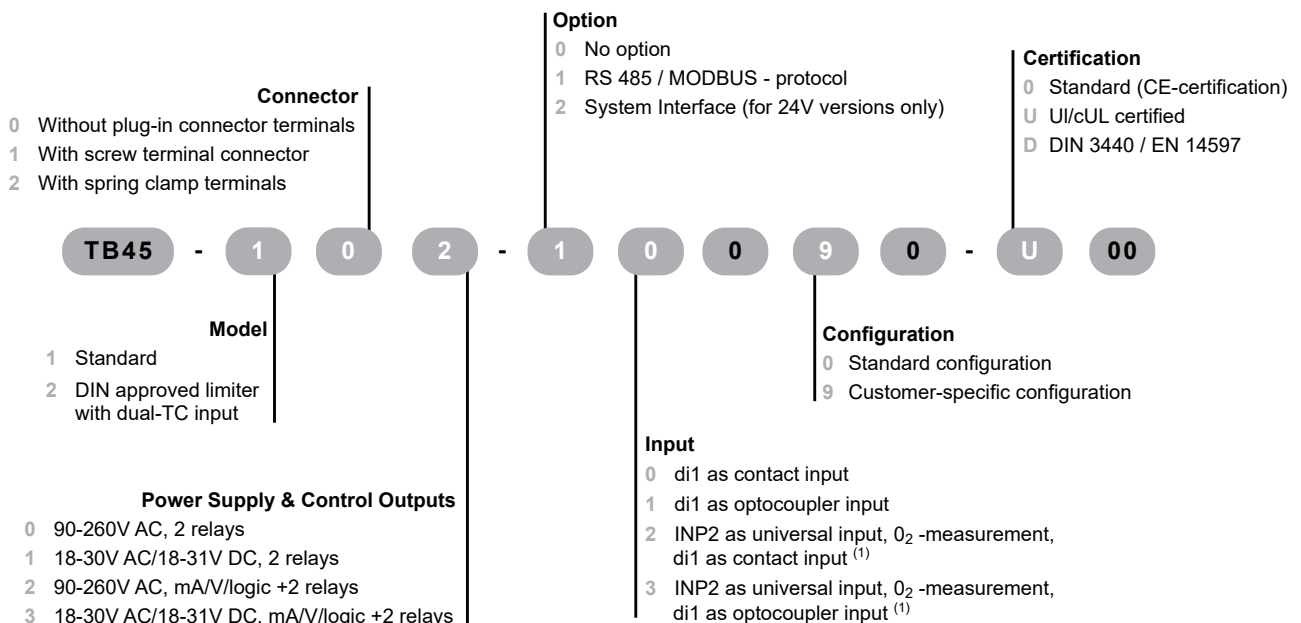 Option
0 No option
1 RS 485 / MODBUS - protocol
2 System Interface (for 24V versions only)
Certification
0 Standard (CE-certification)
U Ul/cUL certified
D DIN 3440 / EN 14597
Connector
0 Without plug-in connector terminals
1 With screw terminal connector
2 With spring clamp terminals
TB45 - 1 0 2 - 1 0 0 9 0 - U 00
Model
1 Standard
2 DIN approved limiter
with dual-TC input
Configuration
0 Standard configuration
9 Customer-specific configuration
Power Supply & Control Outputs
0 90-260V AC, 2 relays
1 18-30V AC/18-31V DC, 2 relays
2 90-260V AC, mA/V/logic +2 relays
3 18-30V AC/18-31V DC, mA/V/logic +2 relays
Input
0 di1 as contact input
1 di1 as optocoupler input
2 INP2 as universal input, 0₂ -measurement,
di1 as contact input ⁽¹⁾
3 INP2 as universal input, 0₂ -measurement,
di1 as optocoupler input ⁽¹⁾